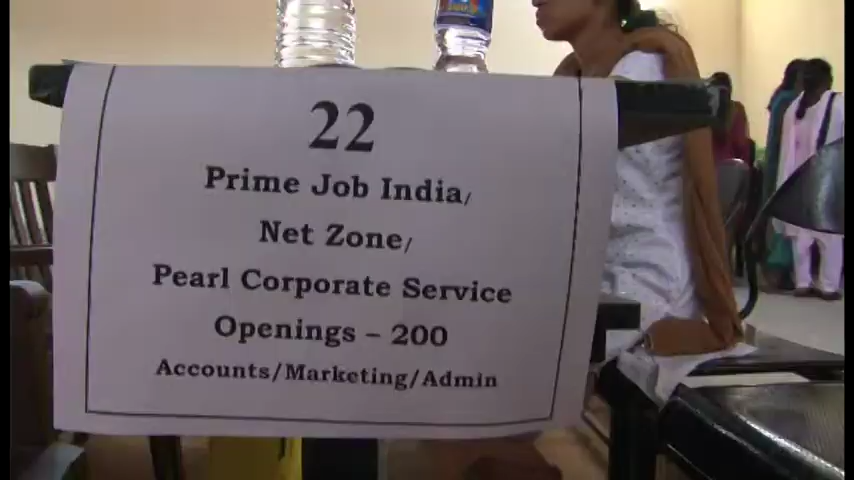 22
Prime Job India/
Net Zone/
Pearl Corporate Service
Openings – 200
Accounts/Marketing/Admin